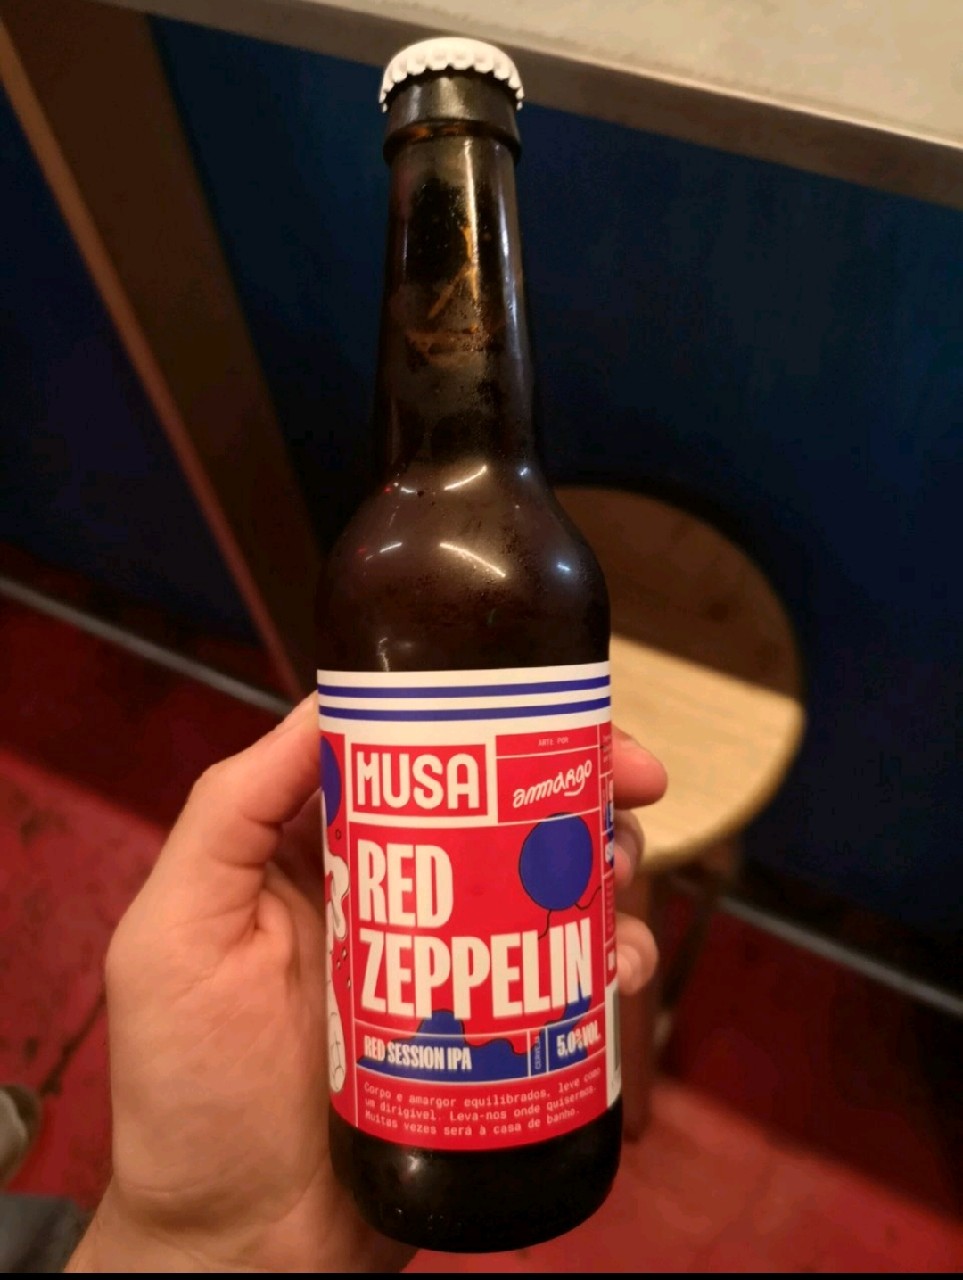 MUSA
ARTE POR
ammargo
RED
ZEPPELIN
RED SESSION IPA
CERVEJA
5,0% VOL.
Corpo e amargor equilibrados, leve como
um dirigível. Leva-nos onde quisermos.
Muitas vezes será à casa de banho.